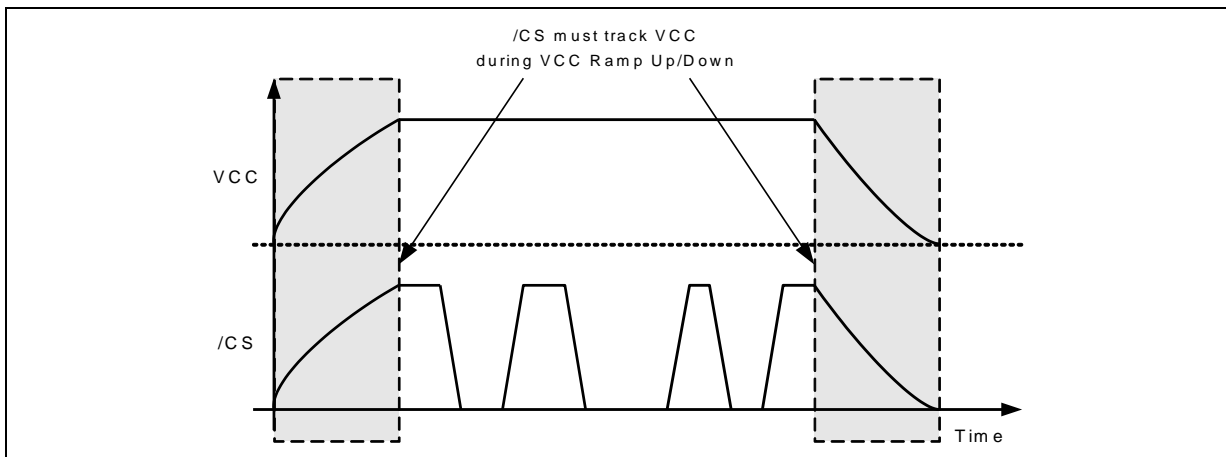 /CS must track VCC
during VCC Ramp Up/Down
VCC
/CS
Time